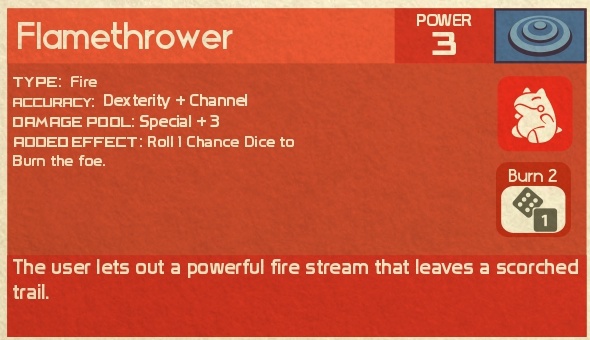 Flamethrower
POWER
3
TYPE: Fire
ACCURACY: Dexterity + Channel
DAMAGE POOL: Special + 3
ADDED EFFECT: Roll 1 Chance Dice to
Burn the foe.
Burn 2
1
The user lets out a powerful fire stream that leaves a scorched
trail.